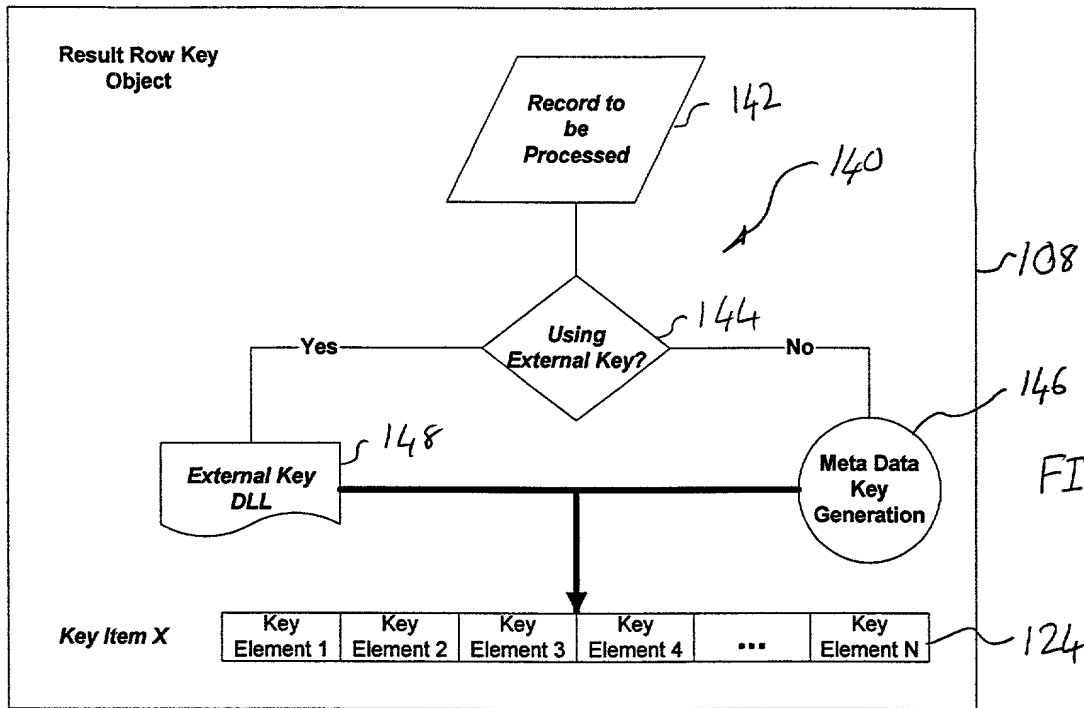 Result Row Key
Object
Record to
be
Processed
142
140
108
Using
External Key?
144
Yes
No
146
148
External Key
DLL
Meta Data
Key
Generation
FI
Key Item X
Key
Element 1
Key
Element 2
Key
Element 3
Key
Element 4
...
Key
Element N
124